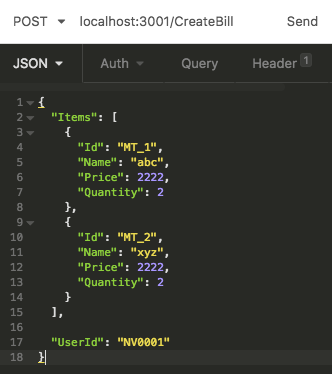 POST localhost:3001/CreateBill Send
JSON Auth Query Header 1
1 {
2 "Items": [
3 {
4 "Id": "MT_1",
5 "Name": "abc",
6 "Price": 2222,
7 "Quantity": 2
8 },
9 {
10 "Id": "MT_2",
11 "Name": "xyz",
12 "Price": 2222,
13 "Quantity": 2
14 }
15 ],
16
17 "UserId": "NV0001"
18 }